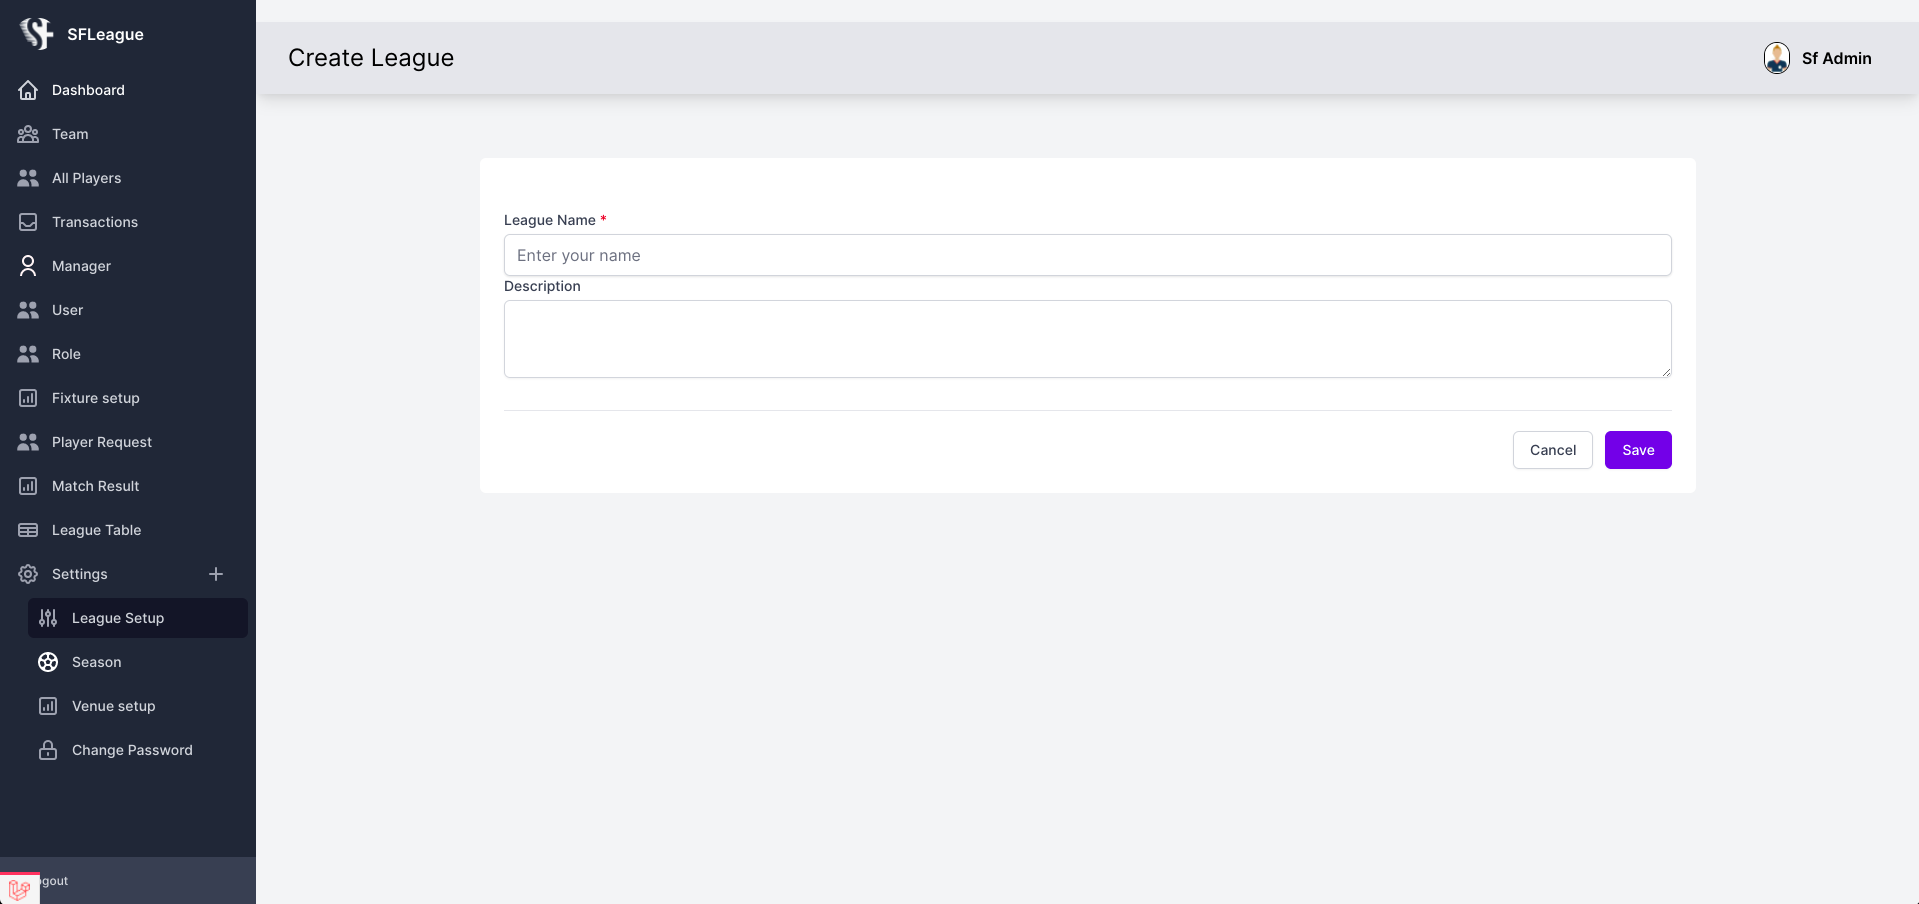 SFLeague
Dashboard
Team
All Players
Transactions
Manager
User
Role
Fixture setup
Player Request
Match Result
League Table
Settings
League Setup
Season
Venue setup
Change Password
gout
Create League
Sf Admin
League Name *
Enter your name
Description
Cancel
Save